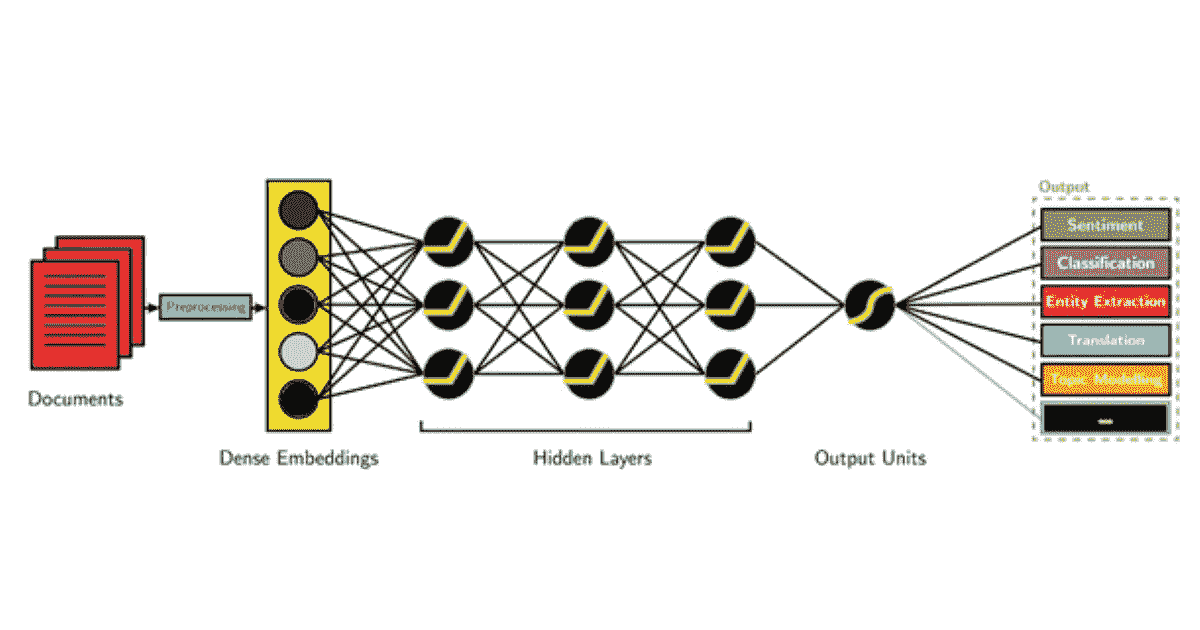 Output
Sentiment
Classification
Entity Extraction
Preprocessing
Translation
Topic Modelling
Documents
Dense Embeddings
Hidden Layers
Output Units